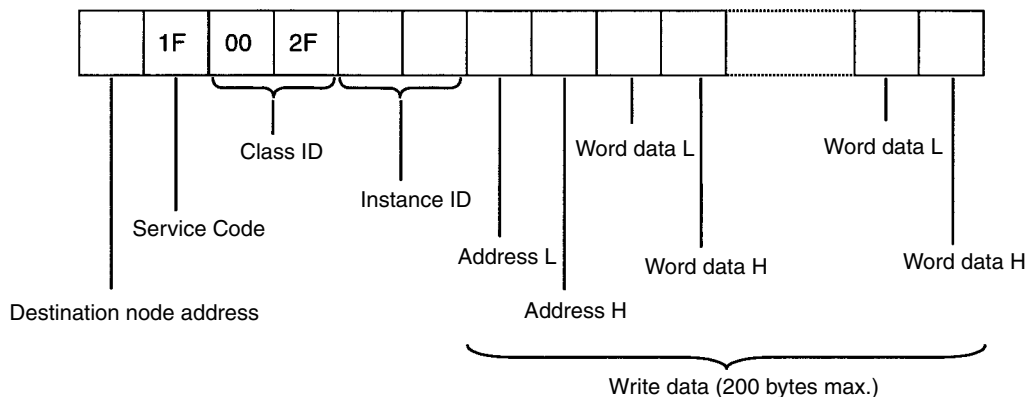 1F 00 2F
Class ID
Word data L
Word data L
Instance ID
Service Code
Address L
Word data H
Word data H
Destination node address
Address H
Write data (200 bytes max.)